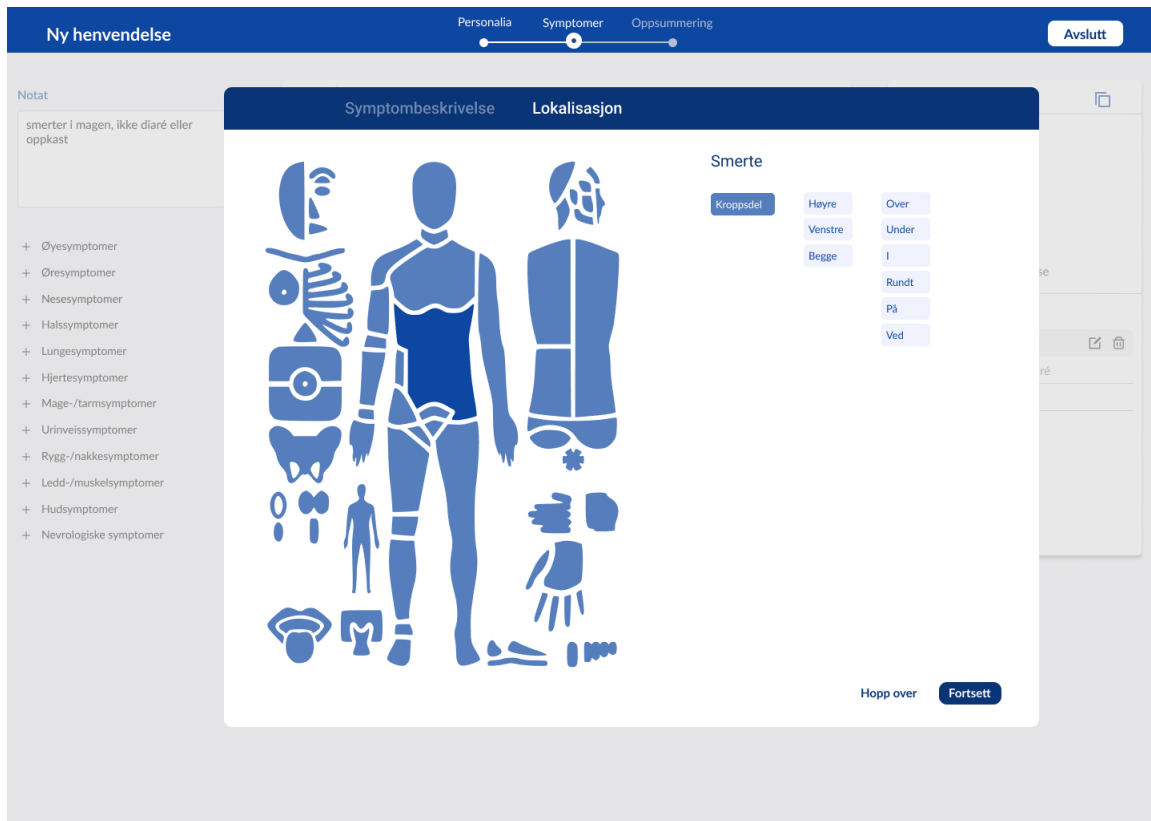 Ny henvendelse
Personalia
Symptomer
Oppsummering
Avslutt
Notat
smerter i magen, ikke diaré eller
oppkast
+ Øyesymptomer
+ Øresymptomer
+ Nesesymptomer
+ Halssymptomer
+ Lungesymptomer
+ Hjertesymptomer
+ Mage-/tarmsymptomer
+ Urinveissymptomer
+ Rygg-/nakkesymptomer
+ Ledd-/muskelsymptomer
+ Hudsymptomer
+ Nevrologiske symptomer
Symptombeskrivelse
Lokalisasjon
Smerte
Kroppsdel
Høyre
Venstre
Begge
Over
Under
I
Rundt
På
Ved
se
ré
Hopp over
Fortsett